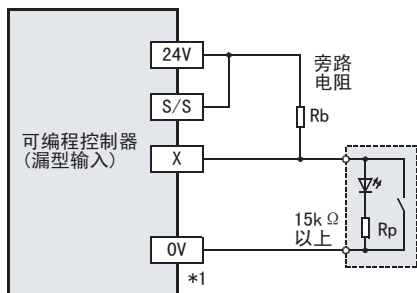 24V
旁路
电阻
S/S
Rb
可编程控制器
(漏型输入)
X
15kΩ
以上
Rp
0V
*1